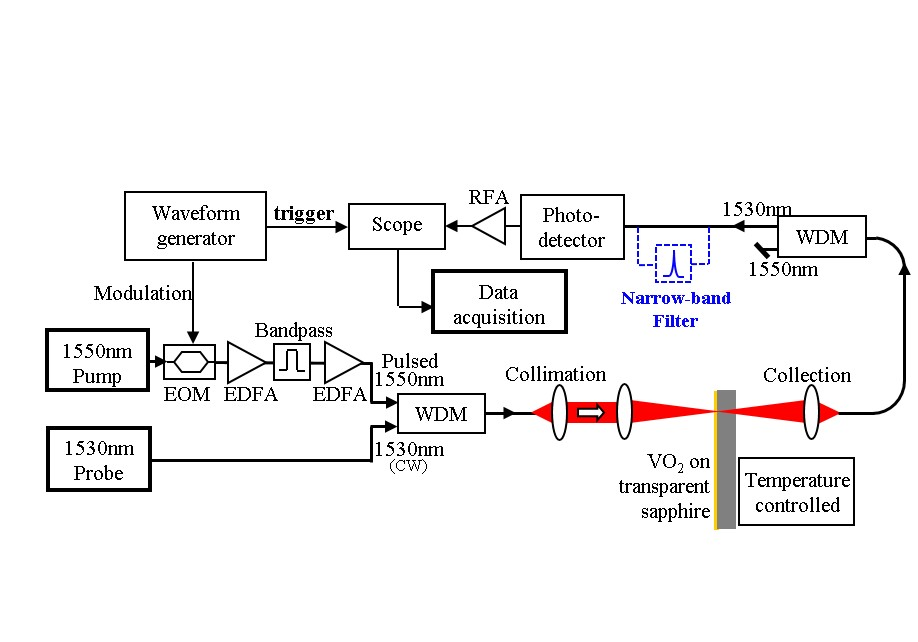 Waveform
generator
trigger
Scope
RFA
Photo-
detector
1530nm
WDM
1550nm
Narrow-band
Filter
Data
acquisition
Modulation
1550nm
Pump
EOM
EDFA
Bandpass
EDFA
Pulsed
1550nm
WDM
1530nm
Probe
1530nm
(CW)
Collimation
Collection
VO₂ on
transparent
sapphire
Temperature
controlled